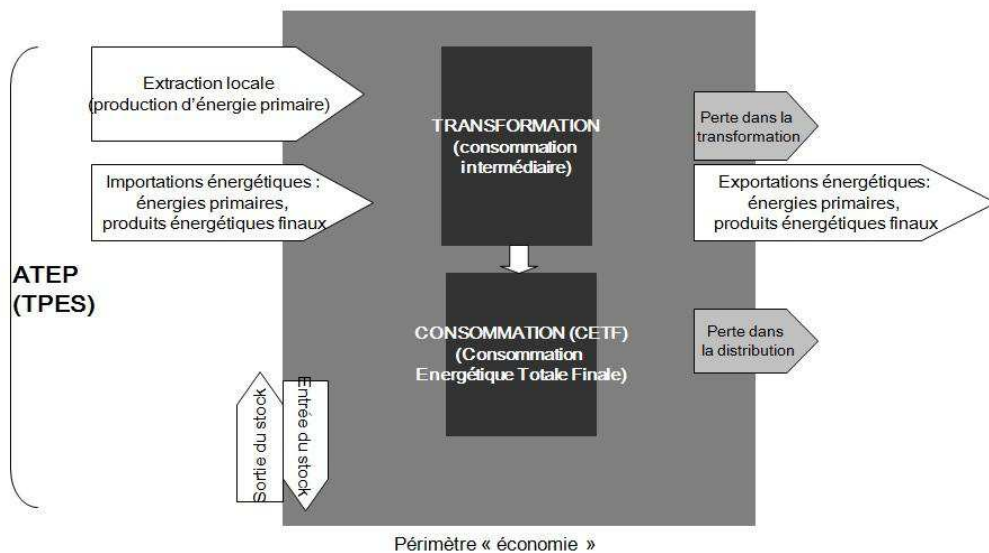 Extraction locale
(production d'énergie primaire)
TRANSFORMATION
(consommation
intermédiaire)
Perte dans la
transformation
Importations énergétiques :
énergies primaires,
produits énergétiques finaux
Exportations énergétiques:
énergies primaires,
produits énergétiques finaux
ATEP
(TPES)
CONSOMMATION (CETF)
(Consommation
Energétique Totale Finale)
Perte dans
la distribution
Sortie du stock
Entrée du stock
Périmètre « économie »